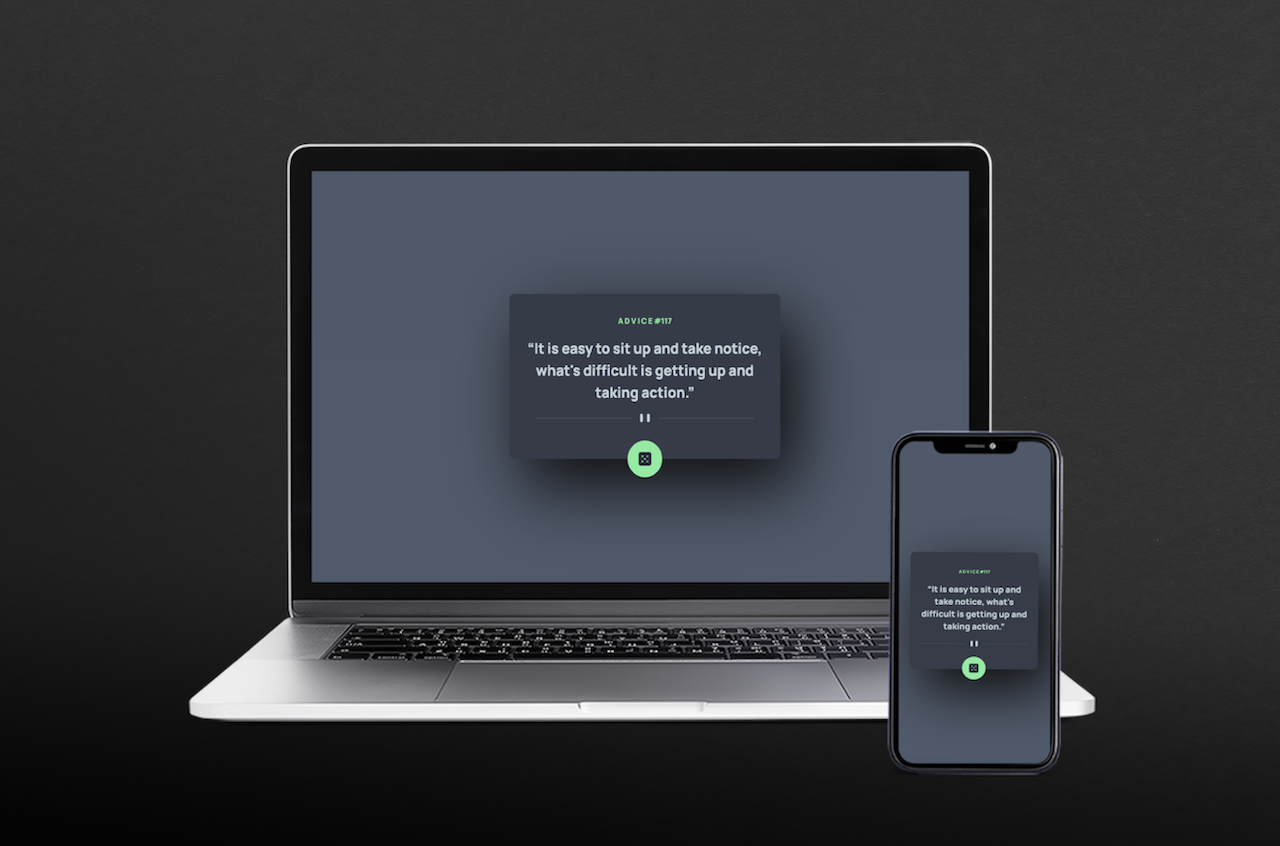 ADVICE#117
“It is easy to sit up and take notice,
what's difficult is getting up and
taking action.”
ADVICE#117
“It is easy to sit up and
take notice, what's
difficult is getting up and
taking action.”